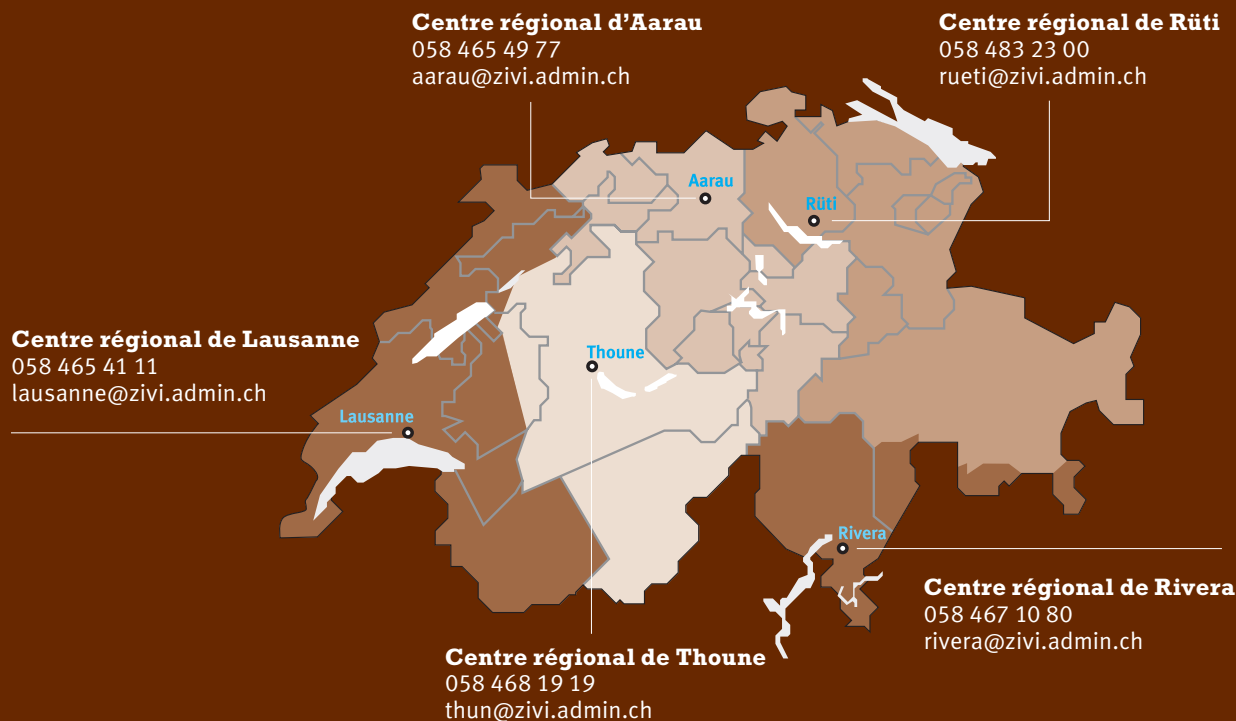 Centre régional d’Aarau
058 465 49 77
aarau@zivi.admin.ch
Centre régional de Rüti
058 483 23 00
rueti@zivi.admin.ch
Aarau
Rüti
Centre régional de Lausanne
058 465 41 11
lausanne@zivi.admin.ch
Thoune
Lausanne
Rivera
Centre régional de Rivera
058 467 10 80
rivera@zivi.admin.ch
Centre régional de Thoune
058 468 19 19
thun@zivi.admin.ch